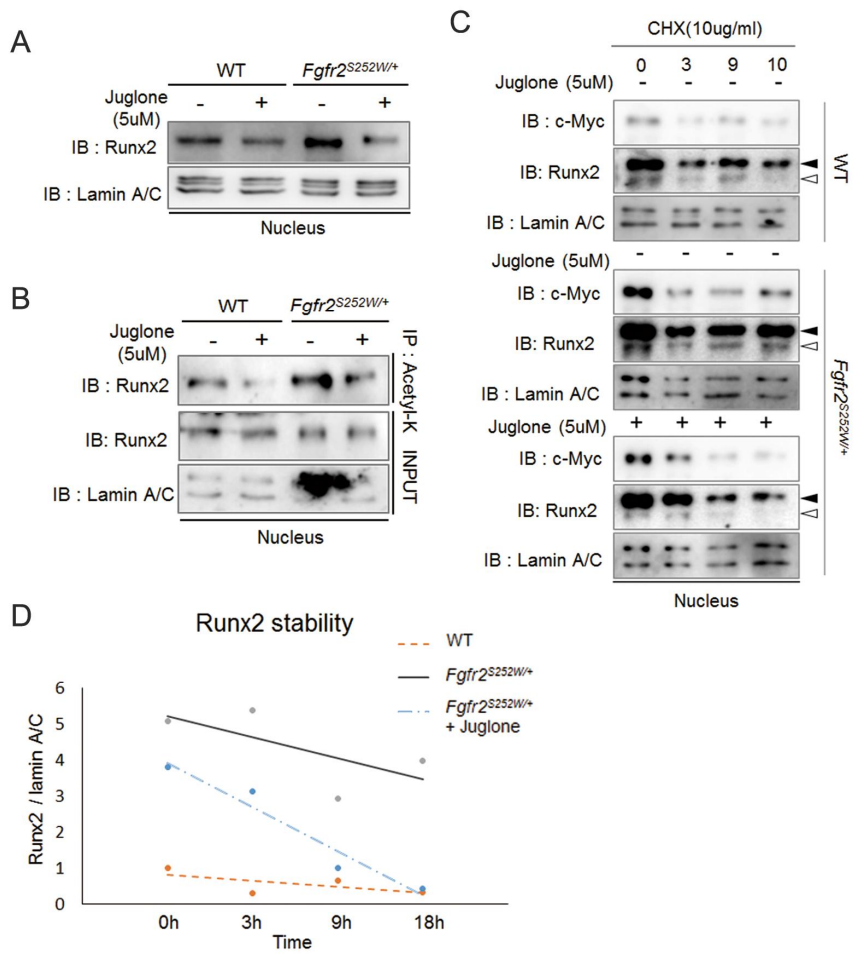 A
WT Fgfr2S252W/+
Juglone - + - +
(5uM)
IB : Runx2
IB : Lamin A/C
Nucleus
B
WT Fgfr2S252W/+
Juglone - + - +
(5uM)
IB : Runx2
IB: Runx2
IB : Lamin A/C
IP : Acetyl-K
INPUT
Nucleus
C
CHX(10ug/ml)
0 3 9 10
Juglone (5uM) - - - -
IB : c-Myc
IB: Runx2
IB : Lamin A/C
WT
Juglone (5uM) - - - -
IB : c-Myc
IB: Runx2
IB : Lamin A/C
Juglone (5uM) + + + +
IB : c-Myc
IB: Runx2
IB : Lamin A/C
Fgfr2S252W/+
Nucleus
D
Runx2 stability
WT
Fgfr2S252W/+
Fgfr2S252W/+
+ Juglone
Runx2 / lamin A/C
6
5
4
3
2
1
0
0h 3h 9h 18h
Time